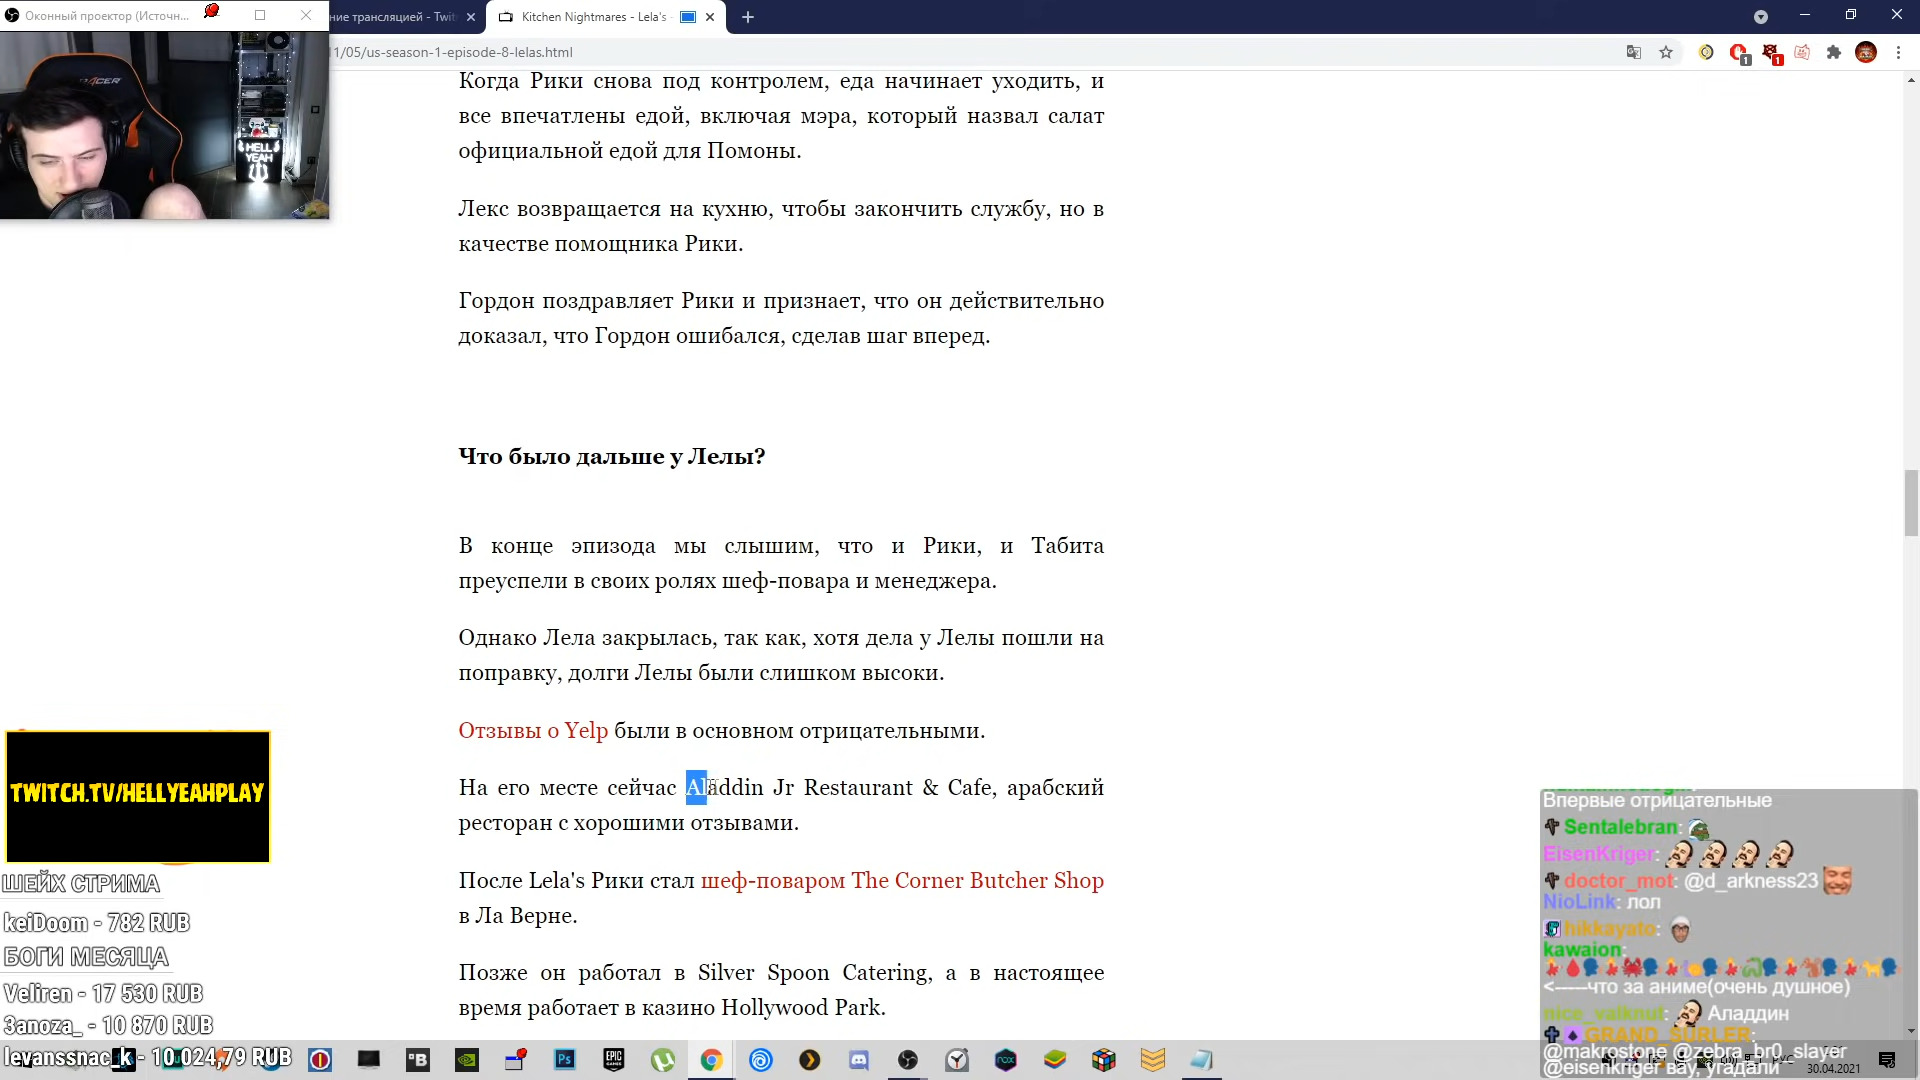 Оконный проектор (Источн...
ние трансляцией - Twit
Kitchen Nightmares - Lela's -
11/05/us-season-1-episode-8-lelas.html
Когда Рики снова под контролем, еда начинает уходить, и
все впечатлены едой, включая мэра, который назвал салат
официальной едой для Помоны.
Лекс возвращается на кухню, чтобы закончить службу, но в
качестве помощника Рики.
Гордон поздравляет Рики и признает, что он действительно
доказал, что Гордон ошибался, сделав шаг вперед.
Что было дальше у Лелы?
В конце эпизода мы слышим, что и Рики, и Табита
преуспели в своих ролях шеф-повара и менеджера.
Однако Лела закрылась, так как, хотя дела у Лелы пошли на
поправку, долги Лелы были слишком высоки.
Отзывы о Yelp были в основном отрицательными.
На его месте сейчас Aladdin Jr Restaurant & Cafe, арабский
ресторан с хорошими отзывами.
После Lela's Рики стал шеф-поваром The Corner Butcher Shop
в Ла Верне.
Позже он работал в Silver Spoon Catering, а в настоящее
время работает в казино Hollywood Park.
HELL
YEAH
TWITCH.TV/HELLYEAHPLAY
ШЕЙХ СТРИМА
keiDoom - 782 RUB
БОГИ МЕСЯЦА
Veliren - 17 530 RUB
3anoza_ - 10 870 RUB
levanssnac_k - 10 024,79 RUB
Впервые отрицательные
Sentalebran:
EisenKriger:
doctor_mot: @d_arkness23
NioLink: лол
hikkayato:
kawaion:
<-----что за аниме(очень душное)
nice_valknut: Аладдин
GRAND_SURLER:
@makrostone @zebra_br0_slayer
@eisenkriger вау, угадали
30.04.2021